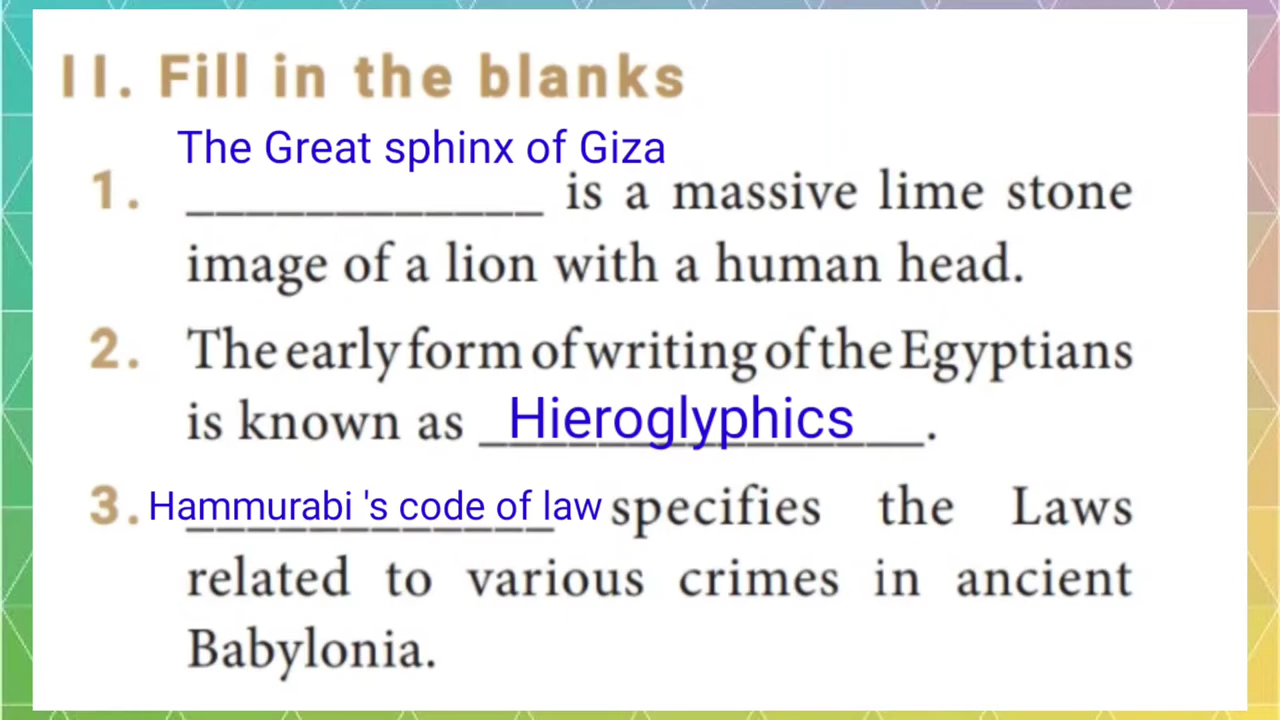 II. Fill in the blanks
The Great sphinx of Giza
1. ____________ is a massive lime stone
image of a lion with a human head.
2. The early form of writing of the Egyptians
is known as Hieroglyphics.
3. Hammurabi 's code of law specifies the Laws
related to various crimes in ancient
Babylonia.